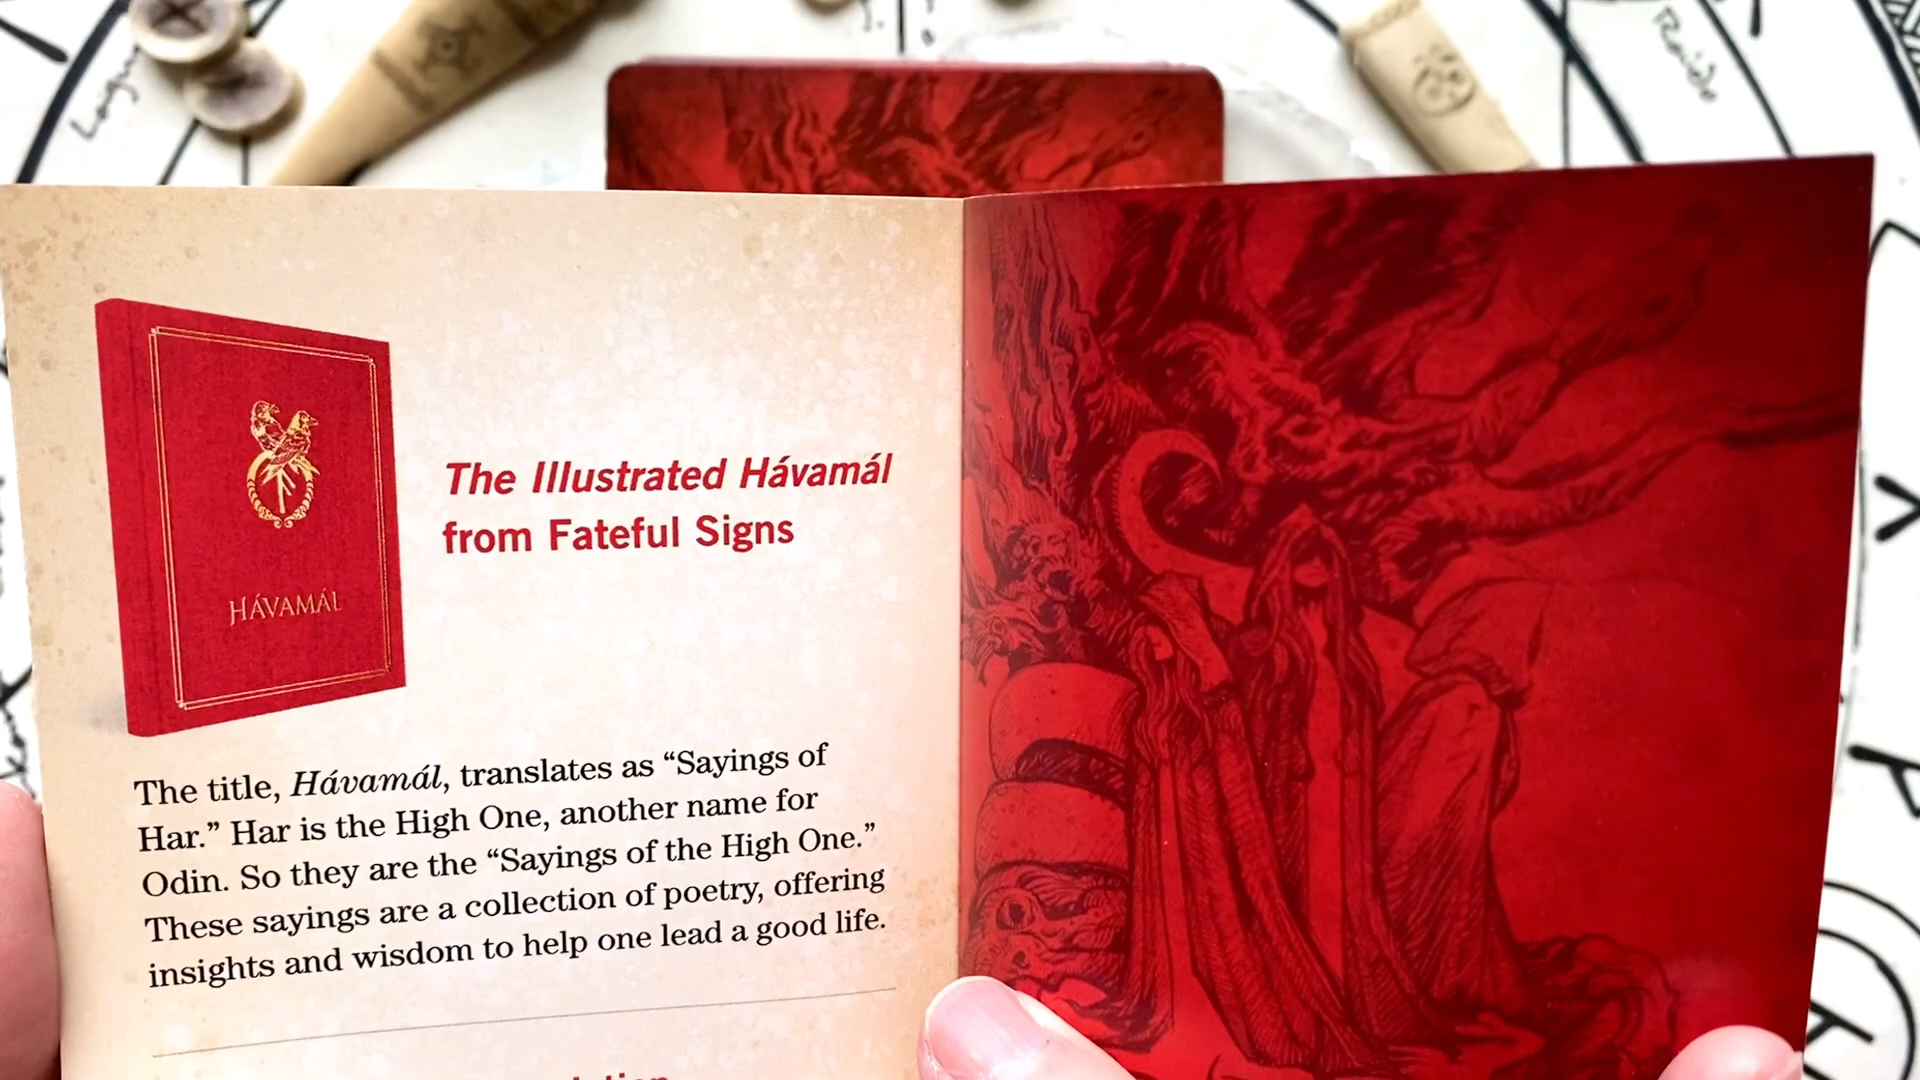 The Illustrated Hávamál
from Fateful Signs
HÁVAMÁL
The title, Hávamál, translates as “Sayings of
Har.” Har is the High One, another name for
Odin. So they are the “Sayings of the High One.”
These sayings are a collection of poetry, offering
insights and wisdom to help one lead a good life.